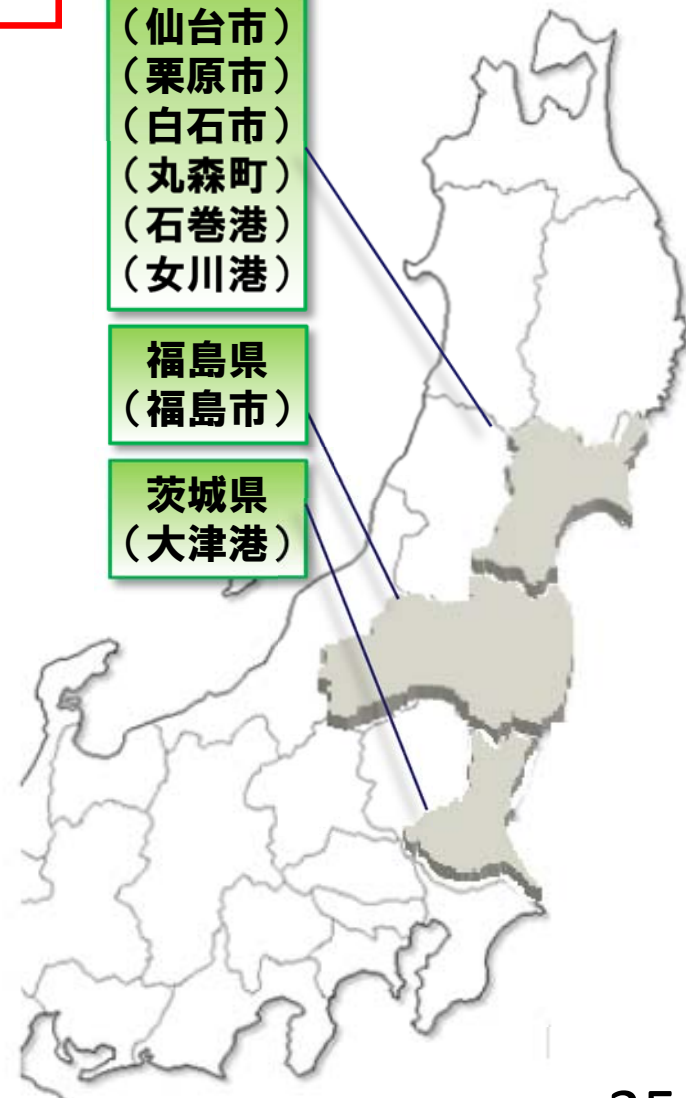 （仙台市）
（栗原市）
（白石市）
（丸森町）
（石巻港）
（女川港）
福島県
（福島市）
茨城県
（大津港）